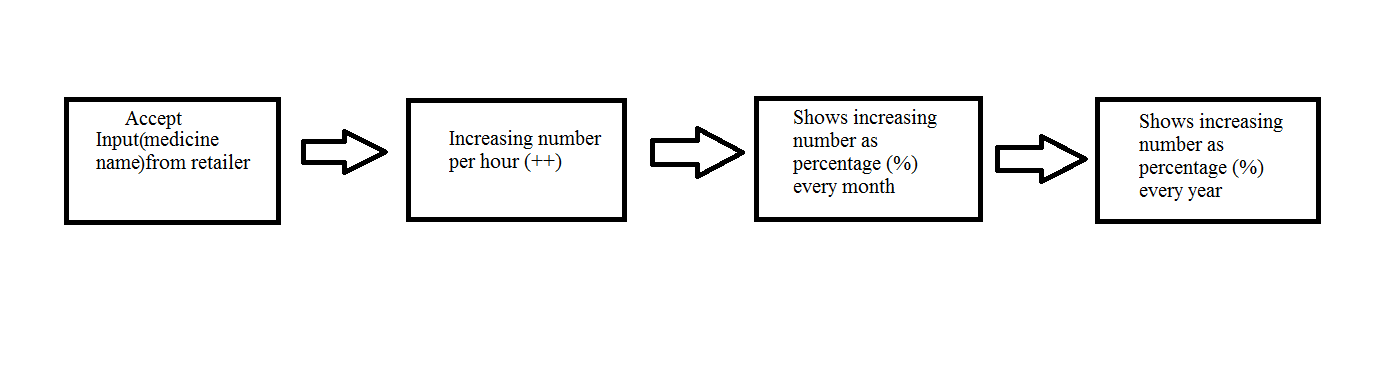 Accept
Input(medicine
name)from retailer
Increasing number
per hour (++)
Shows increasing
number as
percentage (%)
every month
Shows increasing
number as
percentage (%)
every year